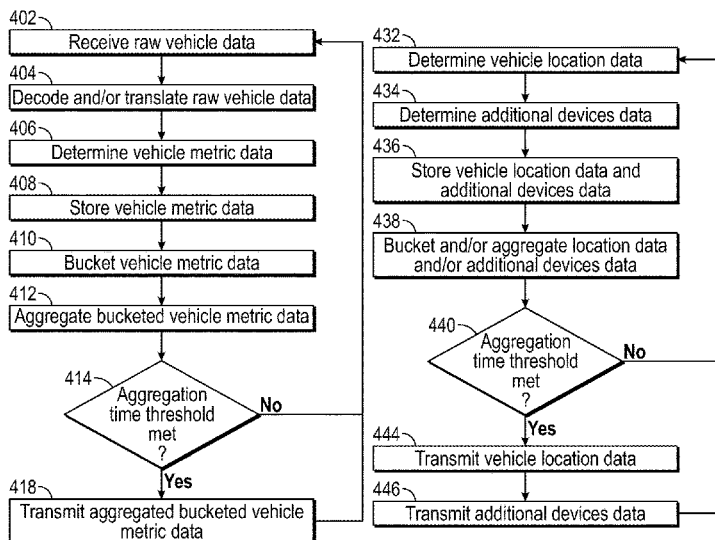 402
Receive raw vehicle data
404
Decode and/or translate raw vehicle data
406
Determine vehicle metric data
408
Store vehicle metric data
410
Bucket vehicle metric data
412
Aggregate bucketed vehicle metric data
414
Aggregation
time threshold
met
?
No
Yes
418
Transmit aggregated bucketed vehicle
metric data
432
Determine vehicle location data
434
Determine additional devices data
436
Store vehicle location data and
additional devices data
438
Bucket and/or aggregate location data
and/or additional devices data
440
Aggregation
time threshold
met
?
No
Yes
444
Transmit vehicle location data
446
Transmit additional devices data